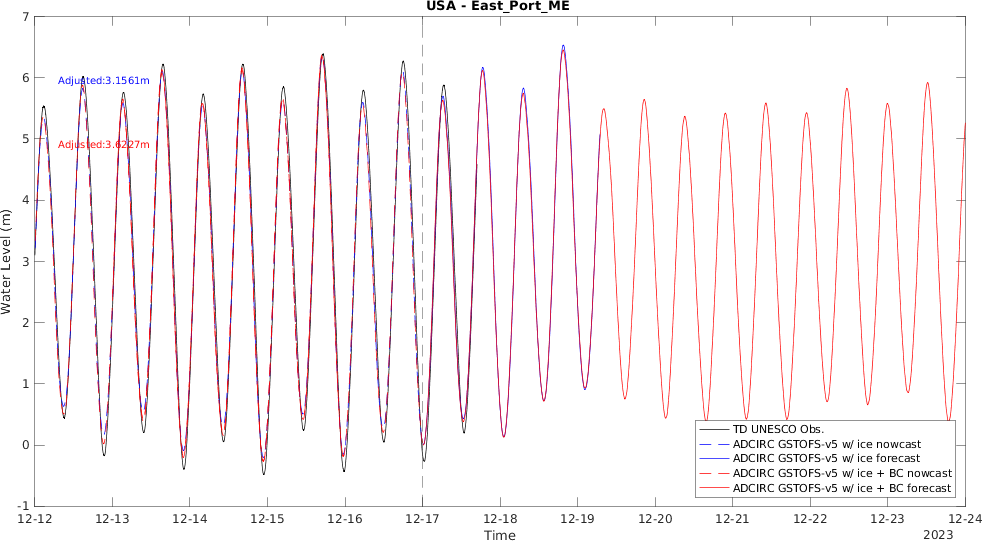 USA - East_Port_ME
7
6
5
4
3
2
1
0
-1
Water Level (m)
Adjusted:3.1561m
Adjusted:3.6227m
TD UNESCO Obs.
ADCIRC GSTOFS-v5 w/ ice nowcast
ADCIRC GSTOFS-v5 w/ ice forecast
ADCIRC GSTOFS-v5 w/ ice + BC nowcast
ADCIRC GSTOFS-v5 w/ ice + BC forecast
12-12 12-13 12-14 12-15 12-16 12-17 12-18 12-19 12-20 12-21 12-22 12-23 12-24
Time
2023